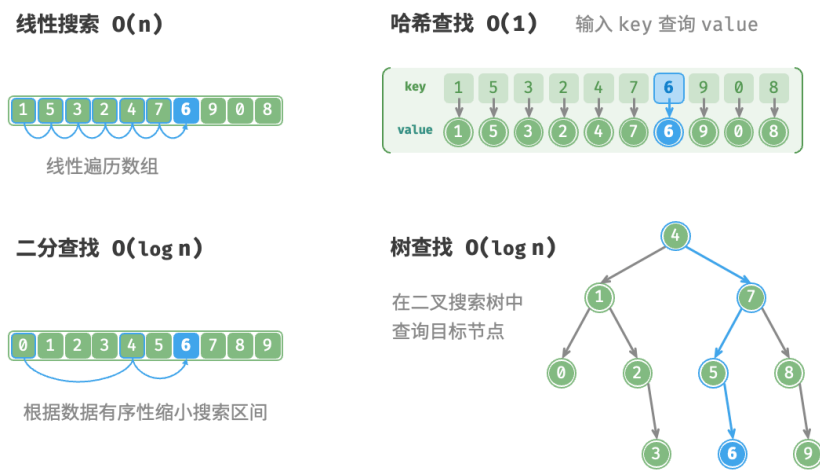 线性搜索 O(n)
1 5 3 2 4 7 6 9 0 8
线性遍历数组
哈希查找 O(1) 输入 key 查询 value
key 1 5 3 2 4 7 6 9 0 8
value 1 5 3 2 4 7 6 9 0 8
二分查找 O(log n)
0 1 2 3 4 5 6 7 8 9
根据数据有序性缩小搜索区间
树查找 O(log n)
在二叉搜索树中
查询目标节点
4
1 7
0 2 5 8
3 6 9